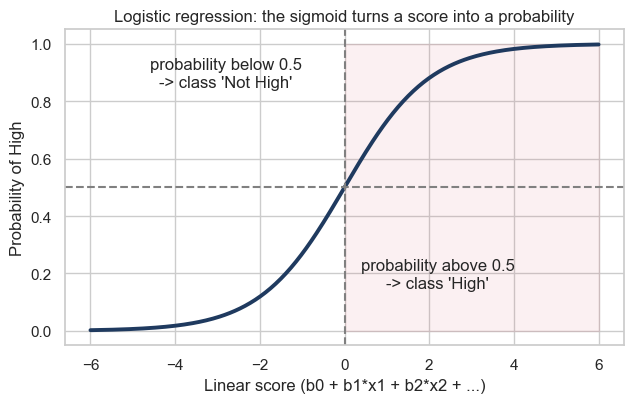 Logistic regression: the sigmoid turns a score into a probability
1.0
0.8
0.6
0.4
0.2
0.0
Probability of High
probability below 0.5
-> class 'Not High'
probability above 0.5
-> class 'High'
−6
−4
−2
0
2
4
6
Linear score (b0 + b1*x1 + b2*x2 + ...)